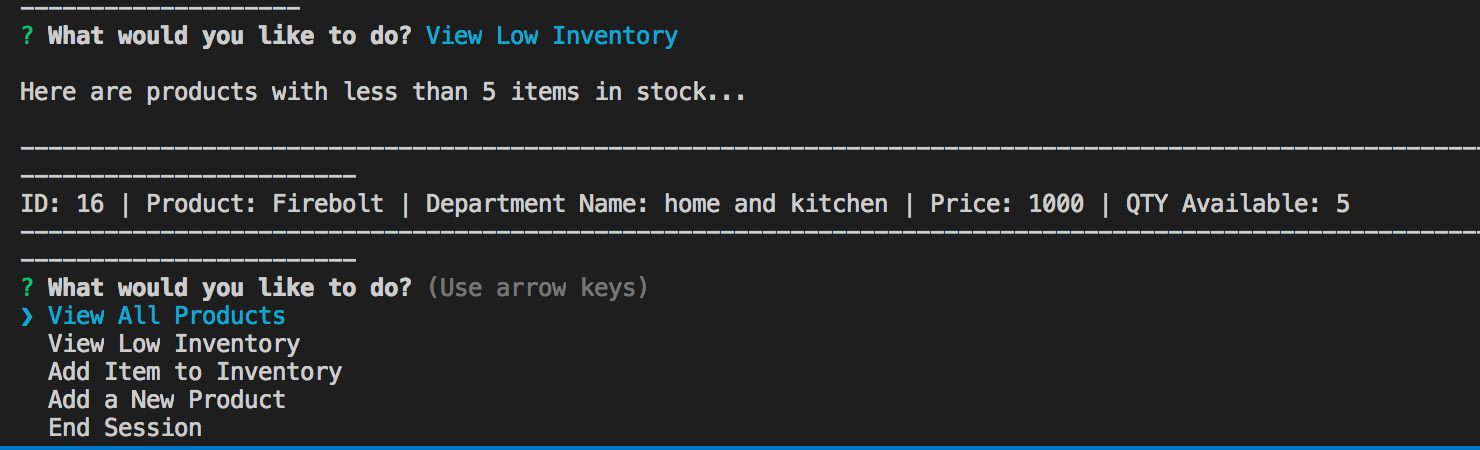 --------------------
? What would you like to do? View Low Inventory
Here are products with less than 5 items in stock...
--------------------------------------------------------------------------------------------------------
------------------------
ID: 16 | Product: Firebolt | Department Name: home and kitchen | Price: 1000 | QTY Available: 5
--------------------------------------------------------------------------------------------------------
------------------------
? What would you like to do? (Use arrow keys)
❯ View All Products
View Low Inventory
Add Item to Inventory
Add a New Product
End Session